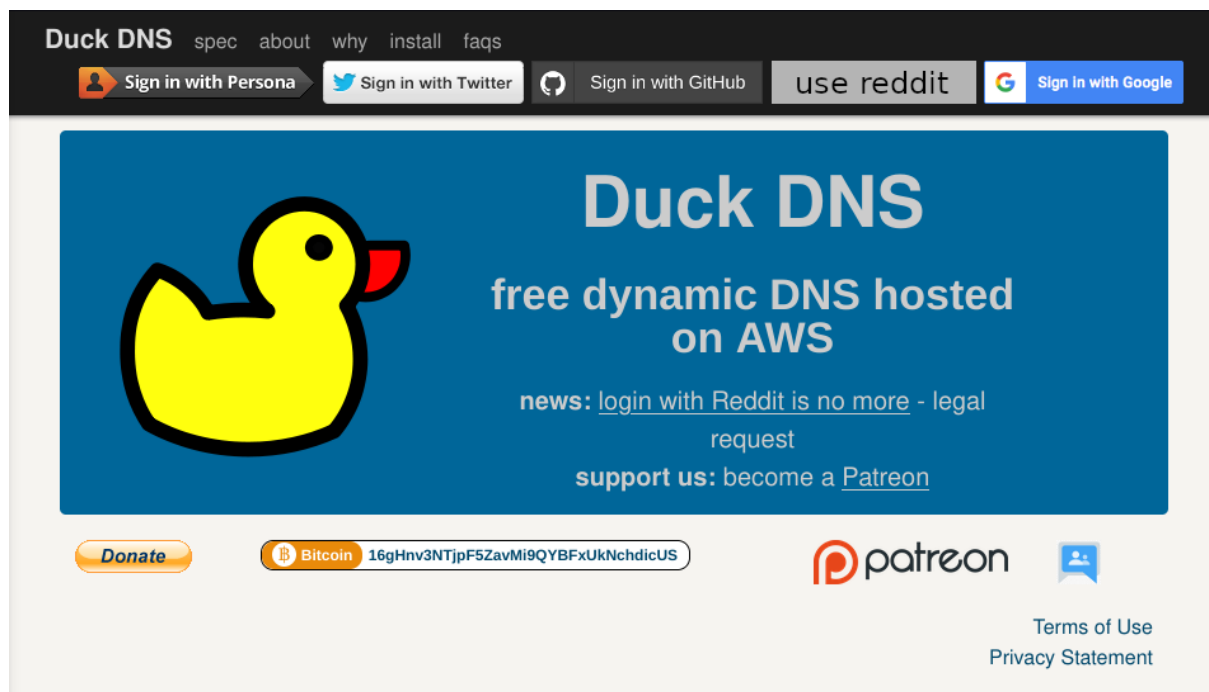 Duck DNS spec about why install faqs
Sign in with Persona Sign in with Twitter Sign in with GitHub use reddit Sign in with Google
Duck DNS
free dynamic DNS hosted
on AWS
news: login with Reddit is no more - legal
request
support us: become a Patreon
Donate Bitcoin 16gHnv3NTjpF5ZavMi9QYBFxUkNchdicUS patreon
Terms of Use
Privacy Statement